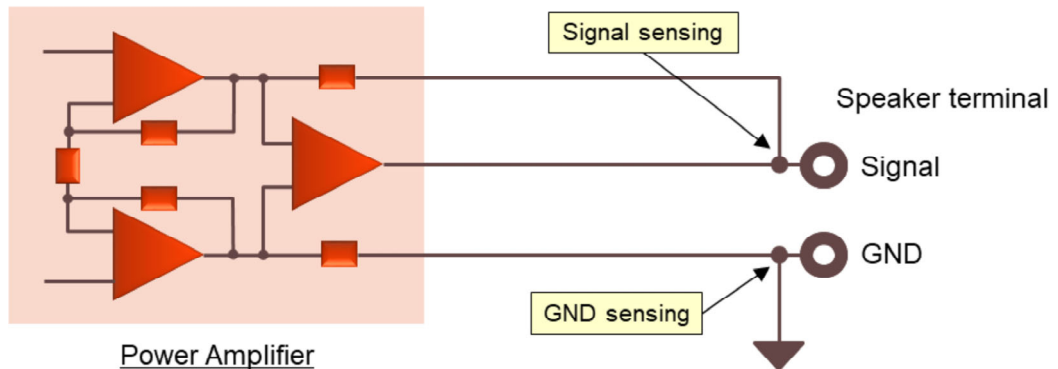 Signal sensing
Speaker terminal
Signal
GND
GND sensing
Power Amplifier